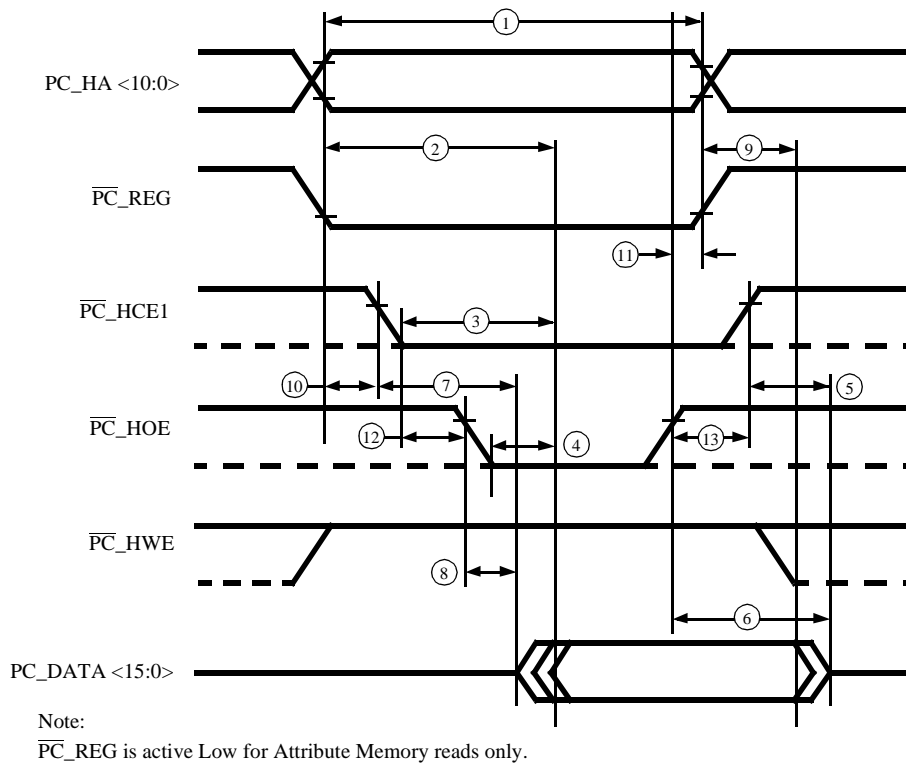 1
PC_HA <10:0>
2
9
PC_REG
11
PC_HCE1
3
10
7
5
PC_HOE
12
4
13
PC_HWE
8
6
PC_DATA <15:0>
Note:
PC_REG is active Low for Attribute Memory reads only.